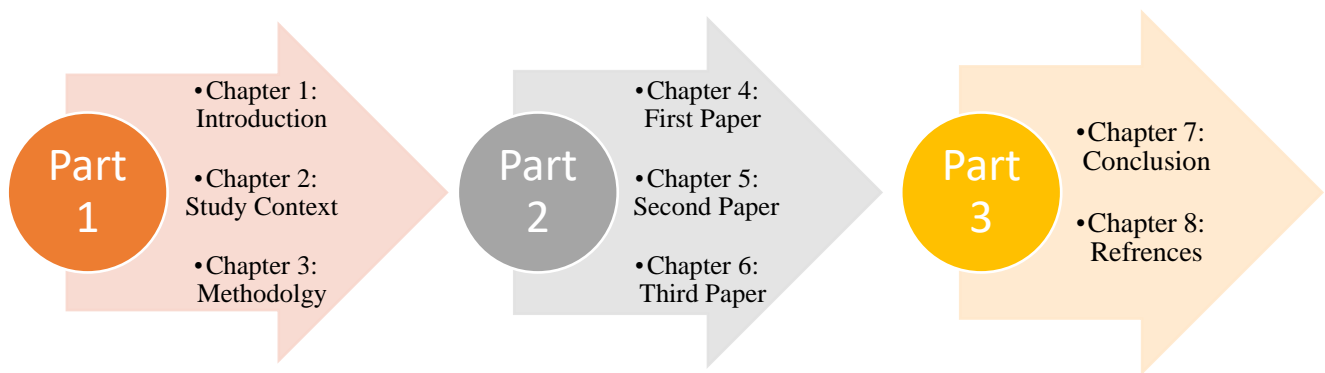 Part
1
•Chapter 1:
Introduction
•Chapter 2:
Study Context
•Chapter 3:
Methodolgy
Part
2
•Chapter 4:
First Paper
•Chapter 5:
Second Paper
•Chapter 6:
Third Paper
Part
3
•Chapter 7:
Conclusion
•Chapter 8:
Refrences